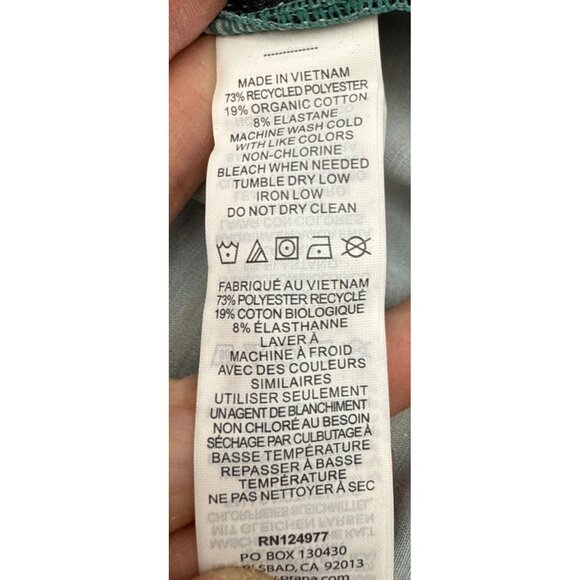 MADE IN VIETNAM
73% RECYCLED POLYESTER
19% ORGANIC COTTON
8% ELASTANE
MACHINE WASH COLD
WITH LIKE COLORS
NON-CHLORINE
BLEACH WHEN NEEDED
TUMBLE DRY LOW
IRON LOW
DO NOT DRY CLEAN
FABRIQUÉ AU VIETNAM
73% POLYESTER RECYCLÉ
19% COTON BIOLOGIQUE
8% ÉLASTHANNE
LAVER À
MACHINE À FROID
AVEC DES COULEURS
SIMILAIRES
UTILISER SEULEMENT
UN AGENT DE BLANCHIMENT
NON CHLORÉ AU BESOIN
SÉCHAGE PAR CULBUTAGE À
BASSE TEMPÉRATURE
REPASSER À BASSE
TEMPÉRATURE
NE PAS NETTOYER À SEC
RN124977
PO BOX 130430
LSBAD, CA 92013